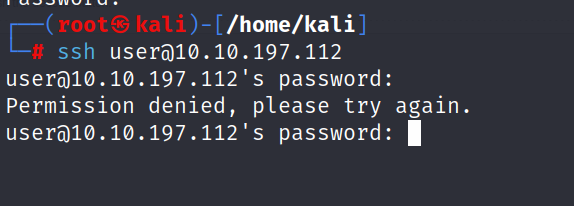 Password:
┌──(root㉿kali)-[/home/kali]
└─# ssh user@10.10.197.112
user@10.10.197.112's password:
Permission denied, please try again.
user@10.10.197.112's password: